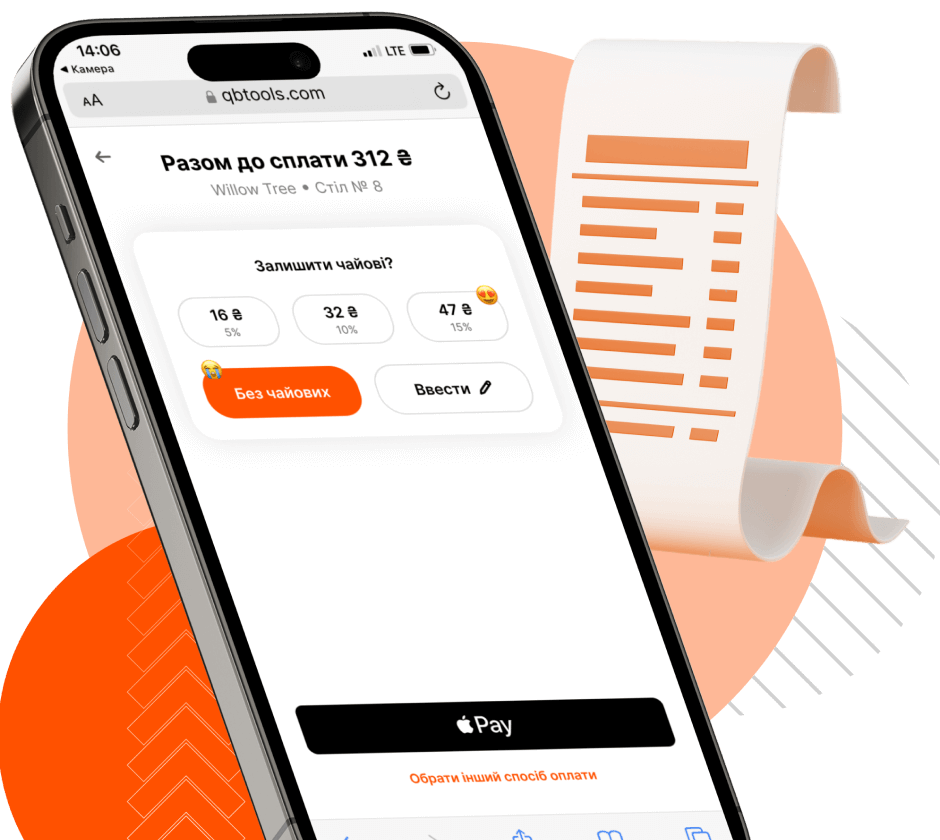 14:06
LTE
◀ Камера
AA
qbtools.com
Разом до сплати 312 ₴
Willow Tree • Стіл № 8
Залишити чайові?
16 ₴
32 ₴
47 ₴
5%
10%
15%
Без чайових
Ввести
Pay
Обрати інший спосіб оплати